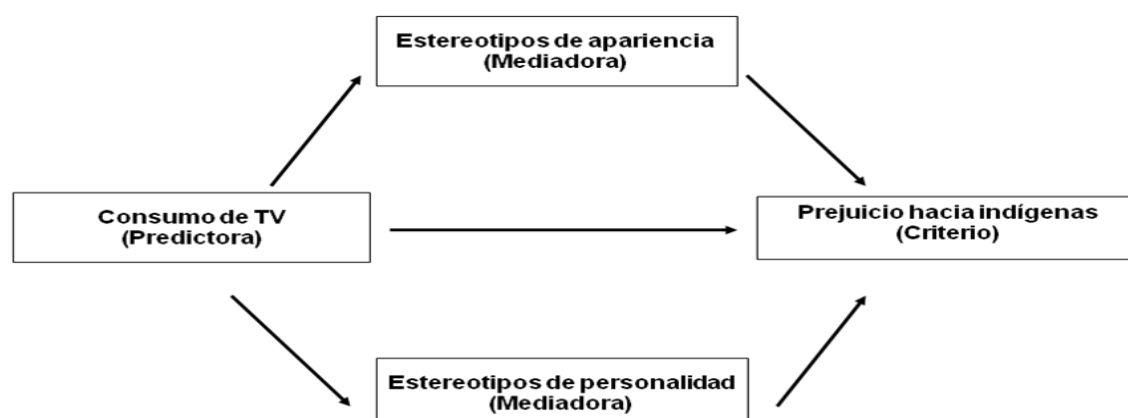 Estereotipos de apariencia
(Mediadora)
Consumo de TV
(Predictora)
Prejuicio hacia indígenas
(Criterio)
Estereotipos de personalidad
(Mediadora)